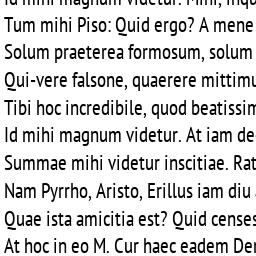 Id mihi magnum videtur. Mihi, inqu
Tum mihi Piso: Quid ergo? A mene
Solum praeterea formosum, solum
Qui-vere falsone, quaerere mittimu
Tibi hoc incredibile, quod beatissim
Id mihi magnum videtur. At iam de
Summae mihi videtur inscitiae. Rat
Nam Pyrrho, Aristo, Erillus iam diu
Quae ista amicitia est? Quid censes
At hoc in eo M. Cur haec eadem De